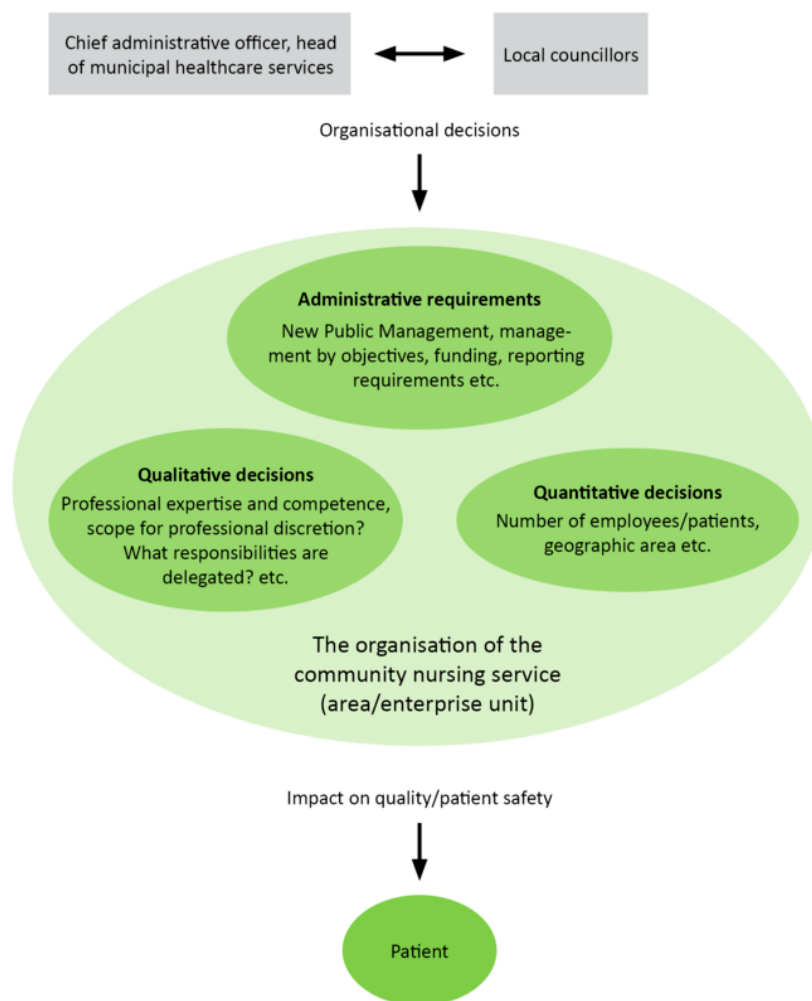 Chief administrative officer, head
of municipal healthcare services
Local councillors
Organisational decisions
Administrative requirements
New Public Management, manage-
ment by objectives, funding, reporting
requirements etc.
Qualitative decisions
Professional expertise and competence,
scope for professional discretion?
What responsibilities are
delegated? etc.
Quantitative decisions
Number of employees/patients,
geographic area etc.
The organisation of the
community nursing service
(area/enterprise unit)
Impact on quality/patient safety
Patient